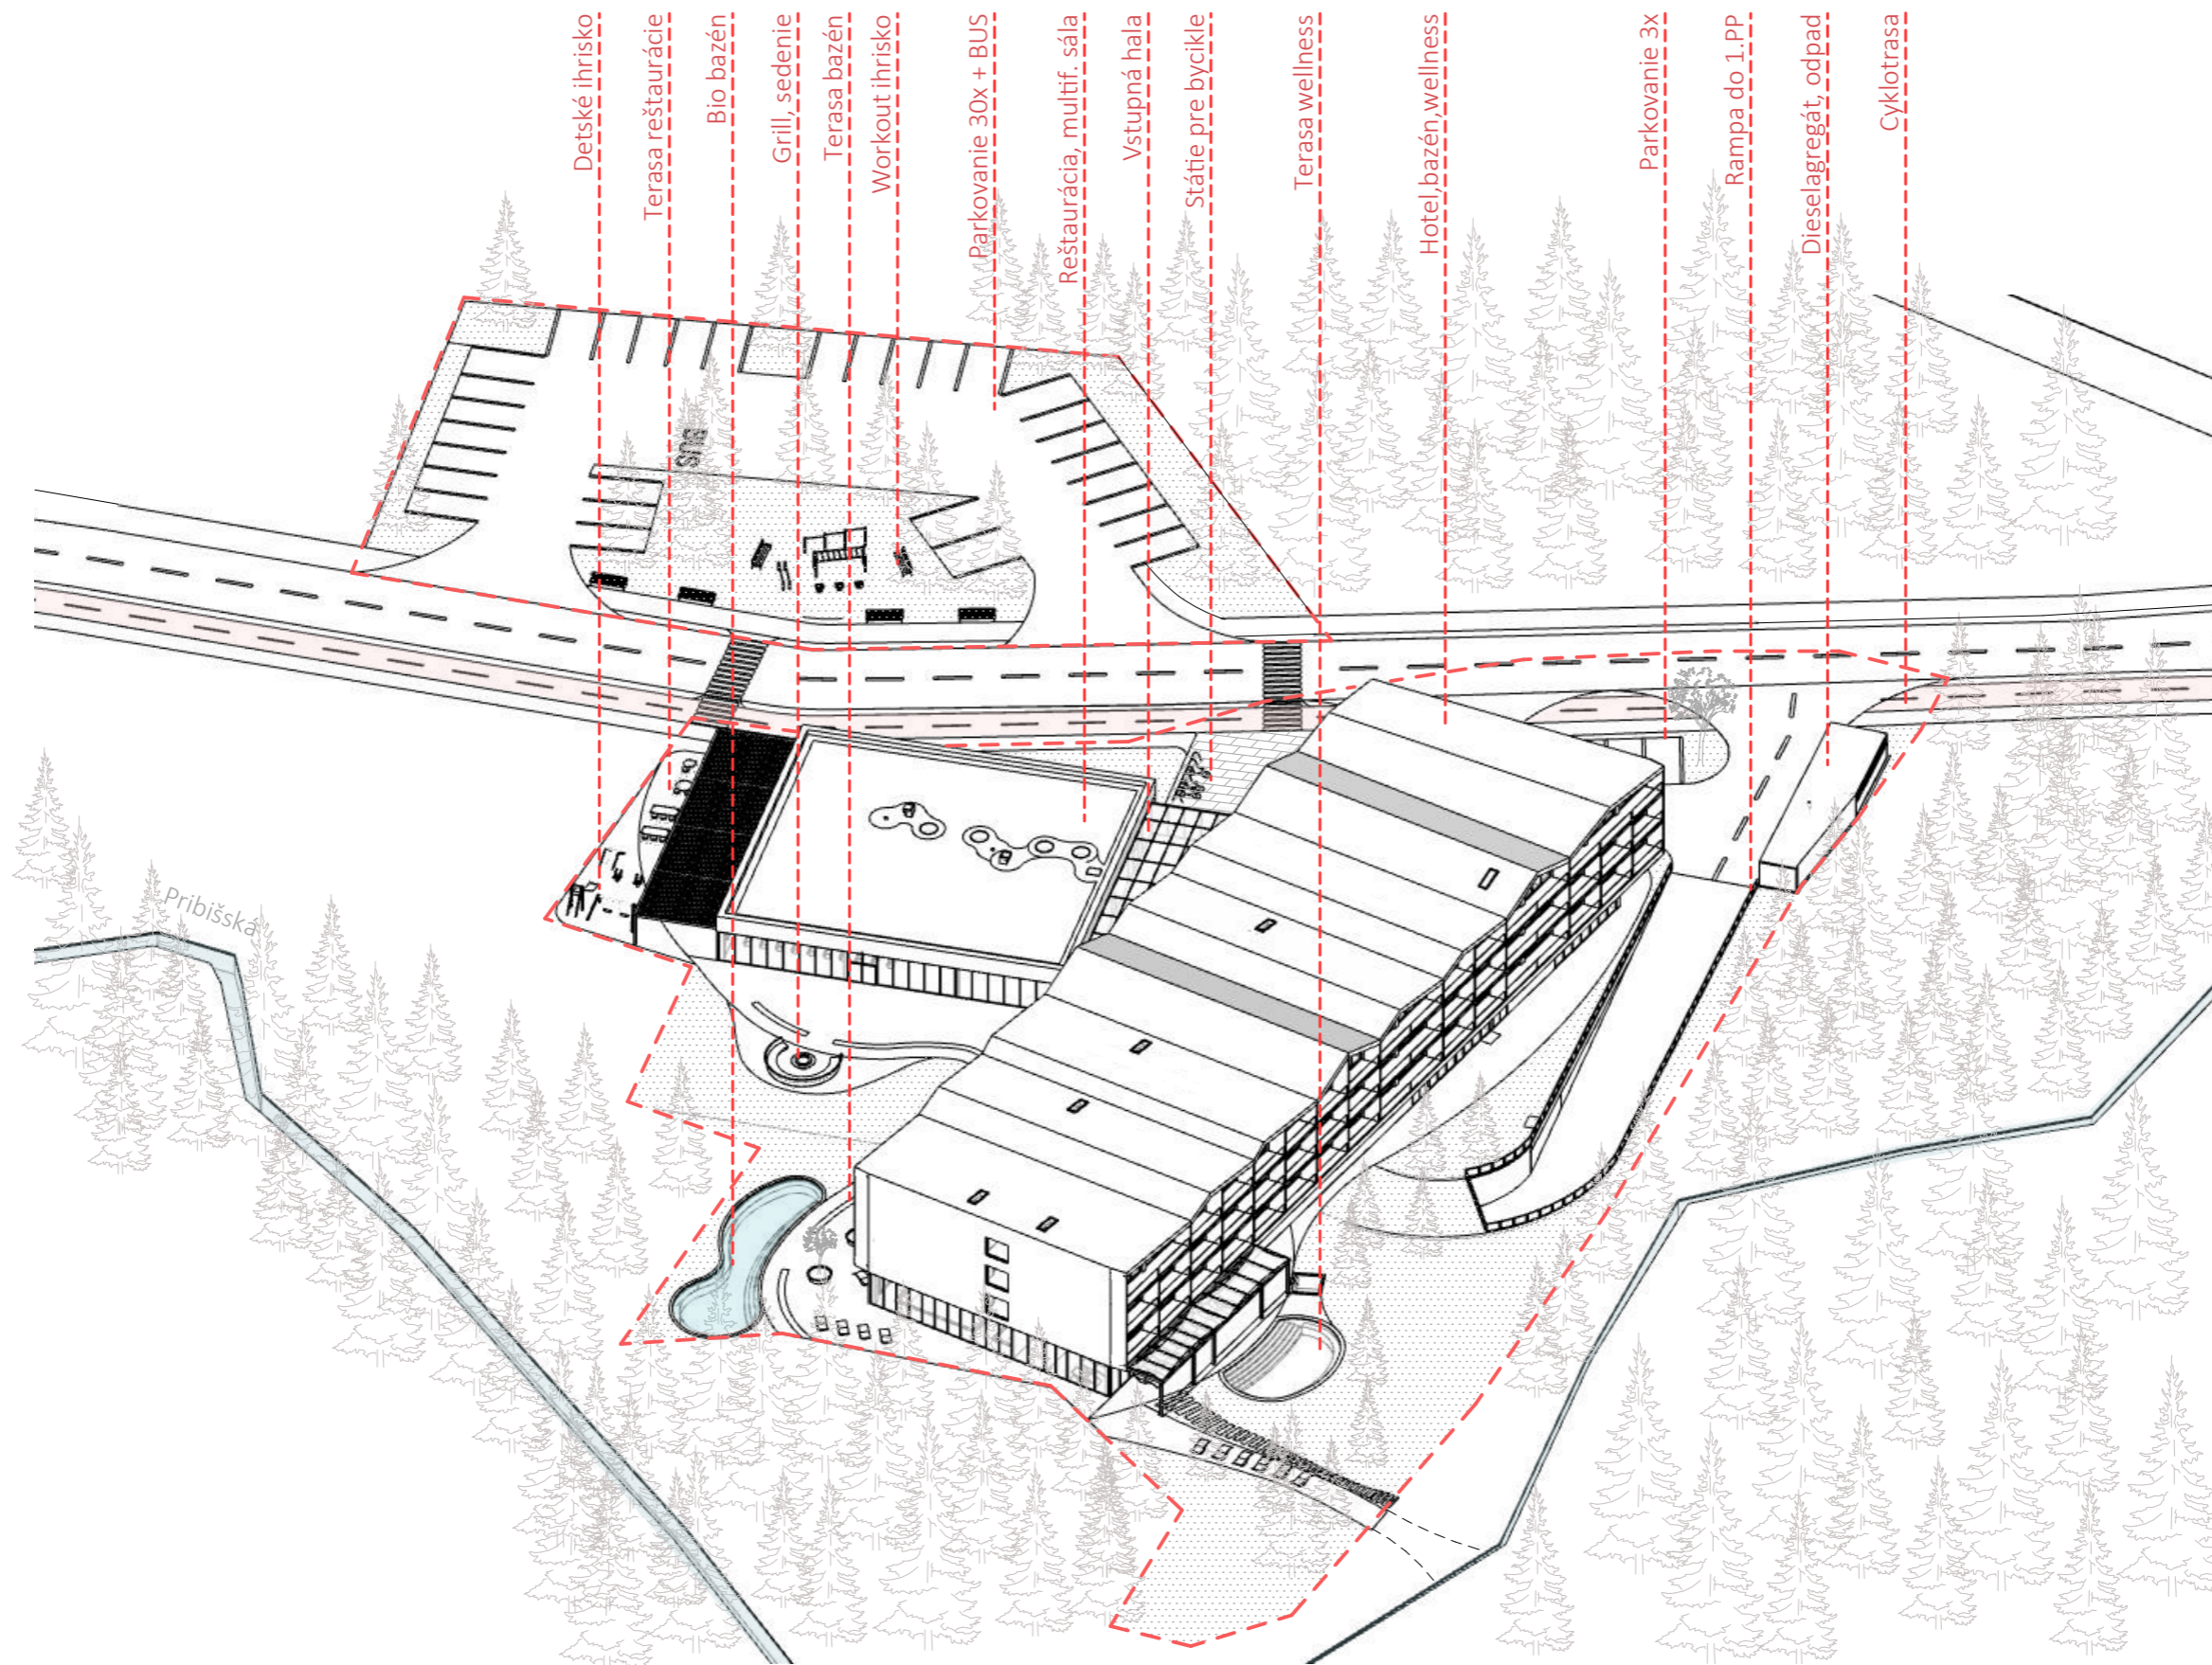 Detské ihrisko
Terasa reštaurácie
Bio bazén
Grill, sedenie
Terasa bazén
Workout ihrisko
Parkovanie 30x + BUS
Reštaurácia, multif. sála
Vstupná hala
Státie pre bycikle
Terasa wellness
Hotel,bazén,wellness
Parkovanie 3x
Rampa do 1.PP
Dieselagregát, odpad
Cyklotrasa
BUS
Pribišská